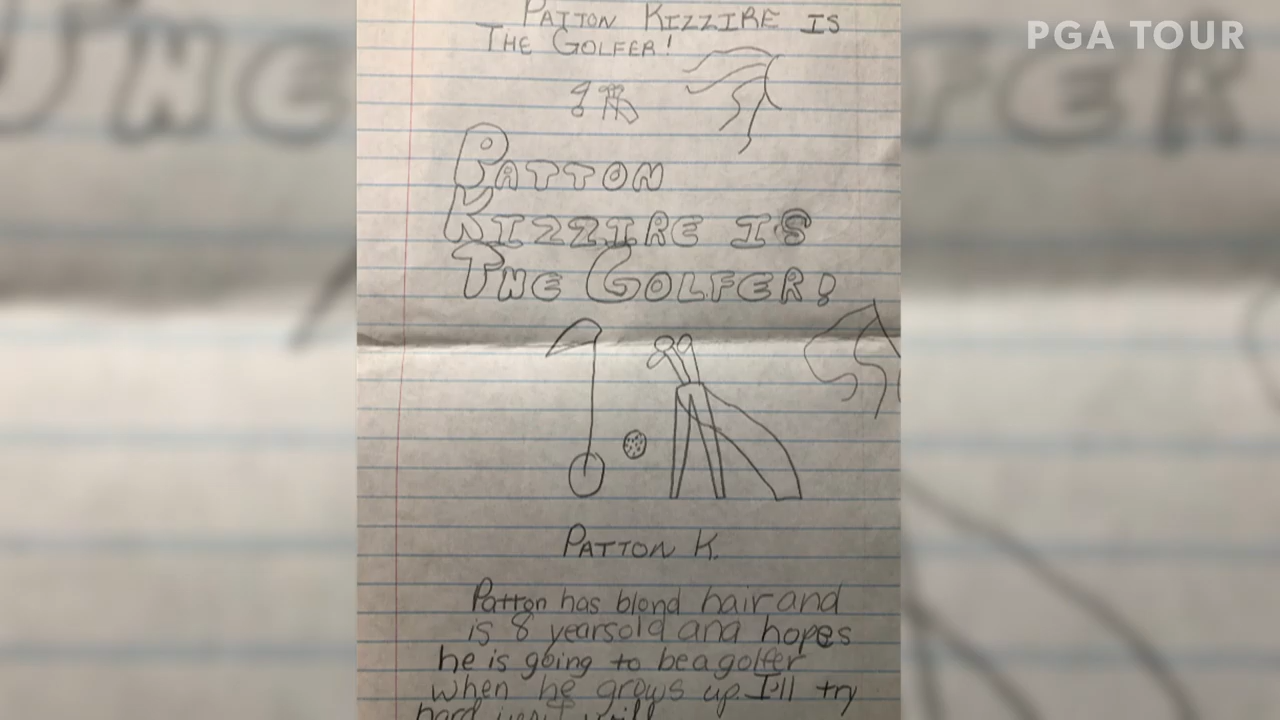 PATTON KIZZIRE IS
THE GOLFER!
PATTON
KIZZIRE IS
THE GOLFER!
PATTON K.
Patton has blond hair and
is 8 yearsold and hopes
he is going to be a golfer
when he grows up. I'll try
hard
PGA TOUR